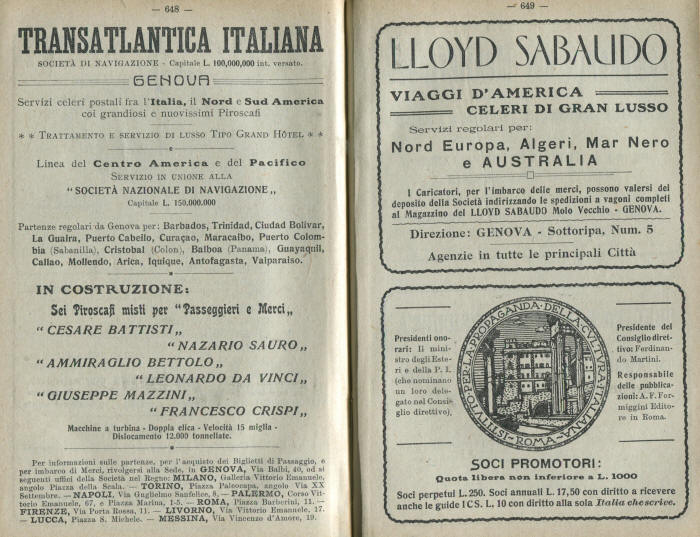 — 648 —
TRANSATLANTICA ITALIANA
SOCIETÀ DI NAVIGAZIONE - Capitale L. 100,000,000 int. versato.
GENOVA
Servizi celeri postali fra l'Italia, il Nord e Sud America
coi grandiosi e nuovissimi Piroscafi
* * TRATTAMENTO E SERVIZIO DI LUSSO TIPO GRAND HÔTEL * *
Linea del Centro America e del Pacifico
SERVIZIO IN UNIONE ALLA
“SOCIETÀ NAZIONALE DI NAVIGAZIONE„
Capitale L. 150.000.000
Partenze regolari da Genova per: Barbados, Trinidad, Ciudad Bolivar,
La Guaira, Puerto Cabello, Curaçao, Maracaibo, Puerto Colom-
bia (Sabanilla), Cristobal (Colon), Balboa (Panama), Guayaquil,
Callao, Mollendo, Arica, Iquique, Antofagasta, Valparaiso.
IN COSTRUZIONE:
Sei Piroscafi misti per “Passeggieri e Merci„
“CESARE BATTISTI„
“NAZARIO SAURO„
“AMMIRAGLIO BETTOLO„
“LEONARDO DA VINCI„
“GIUSEPPE MAZZINI„
“FRANCESCO CRISPI„
Macchine a turbina - Doppia elica - Velocità 15 miglia -
Dislocamento 12.000 tonnellate.
Per informazioni sulle partenze, per l'acquisto dei Biglietti di Passaggio, e
per imbarco di Merci, rivolgersi alla Sede, in GENOVA, Via Balbi, 40, od ai
seguenti uffici della Società nel Regno: MILANO, Galleria Vittorio Emanuele,
angolo Piazza della Scala. — TORINO, Piazza Paleocapa, angolo Via XX
Settembre. — NAPOLI, Via Guglielmo Sanfelice, 8. — PALERMO, Corso Vit-
torio Emanuele, 67, e Piazza Marina, 1-5. — ROMA, Piazza Barberini, 11. —
FIRENZE, Via Porta Rossa, 11. — LIVORNO, Via Vittorio Emanuele, 17.
— LUCCA, Piazza S. Michele. — MESSINA, Via Vincenzo d'Amore, 19.
— 649 —
LLOYD SABAUDO
VIAGGI D'AMERICA
CELERI DI GRAN LUSSO
Servizi regolari per:
Nord Europa, Algeri, Mar Nero
e AUSTRALIA
I Caricatori, per l'imbarco delle merci, possono valersi del
deposito della Società indirizzando le spedizioni a vagoni completi
al Magazzino del LLOYD SABAUDO Molo Vecchio - GENOVA.
Direzione: GENOVA - Sottoripa, Num. 5
Agenzie in tutte le principali Città
Presidenti ono-
rari: Il mini-
stro degli Este-
ri e della P. I.
(che nominano
un loro dele-
gato nel Consi-
glio direttivo).
ISTITVTO PER LA PROPAGANDA DELLA CVLTVRA ITALIANA
ROMA
Presidente del
Consiglio diret-
tivo: Ferdinan-
do Martini.
Responsabile
delle pubblica-
zioni: A. F. For-
miggini Edito-
re in Roma.
SOCI PROMOTORI:
Quota libera non inferiore a L. 1000
Soci perpetui L. 250. Soci annuali L. 17,50 con diritto a ricevere
anche le guide ICS. L. 10 con diritto alla sola Italia che scrive.